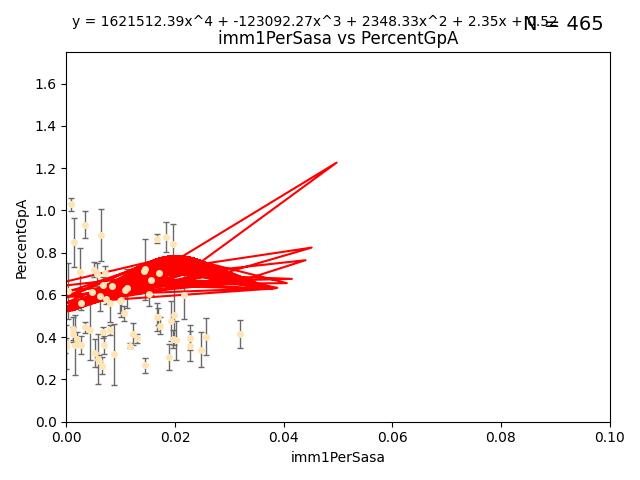 y = 1621512.39x^4 + -123092.27x^3 + 2348.33x^2 + 2.35x + 0.52
N = 465
imm1PerSasa vs PercentGpA
PercentGpA
1.6
1.4
1.2
1.0
0.8
0.6
0.4
0.2
0.0
0.00 0.02 0.04 0.06 0.08 0.10
imm1PerSasa